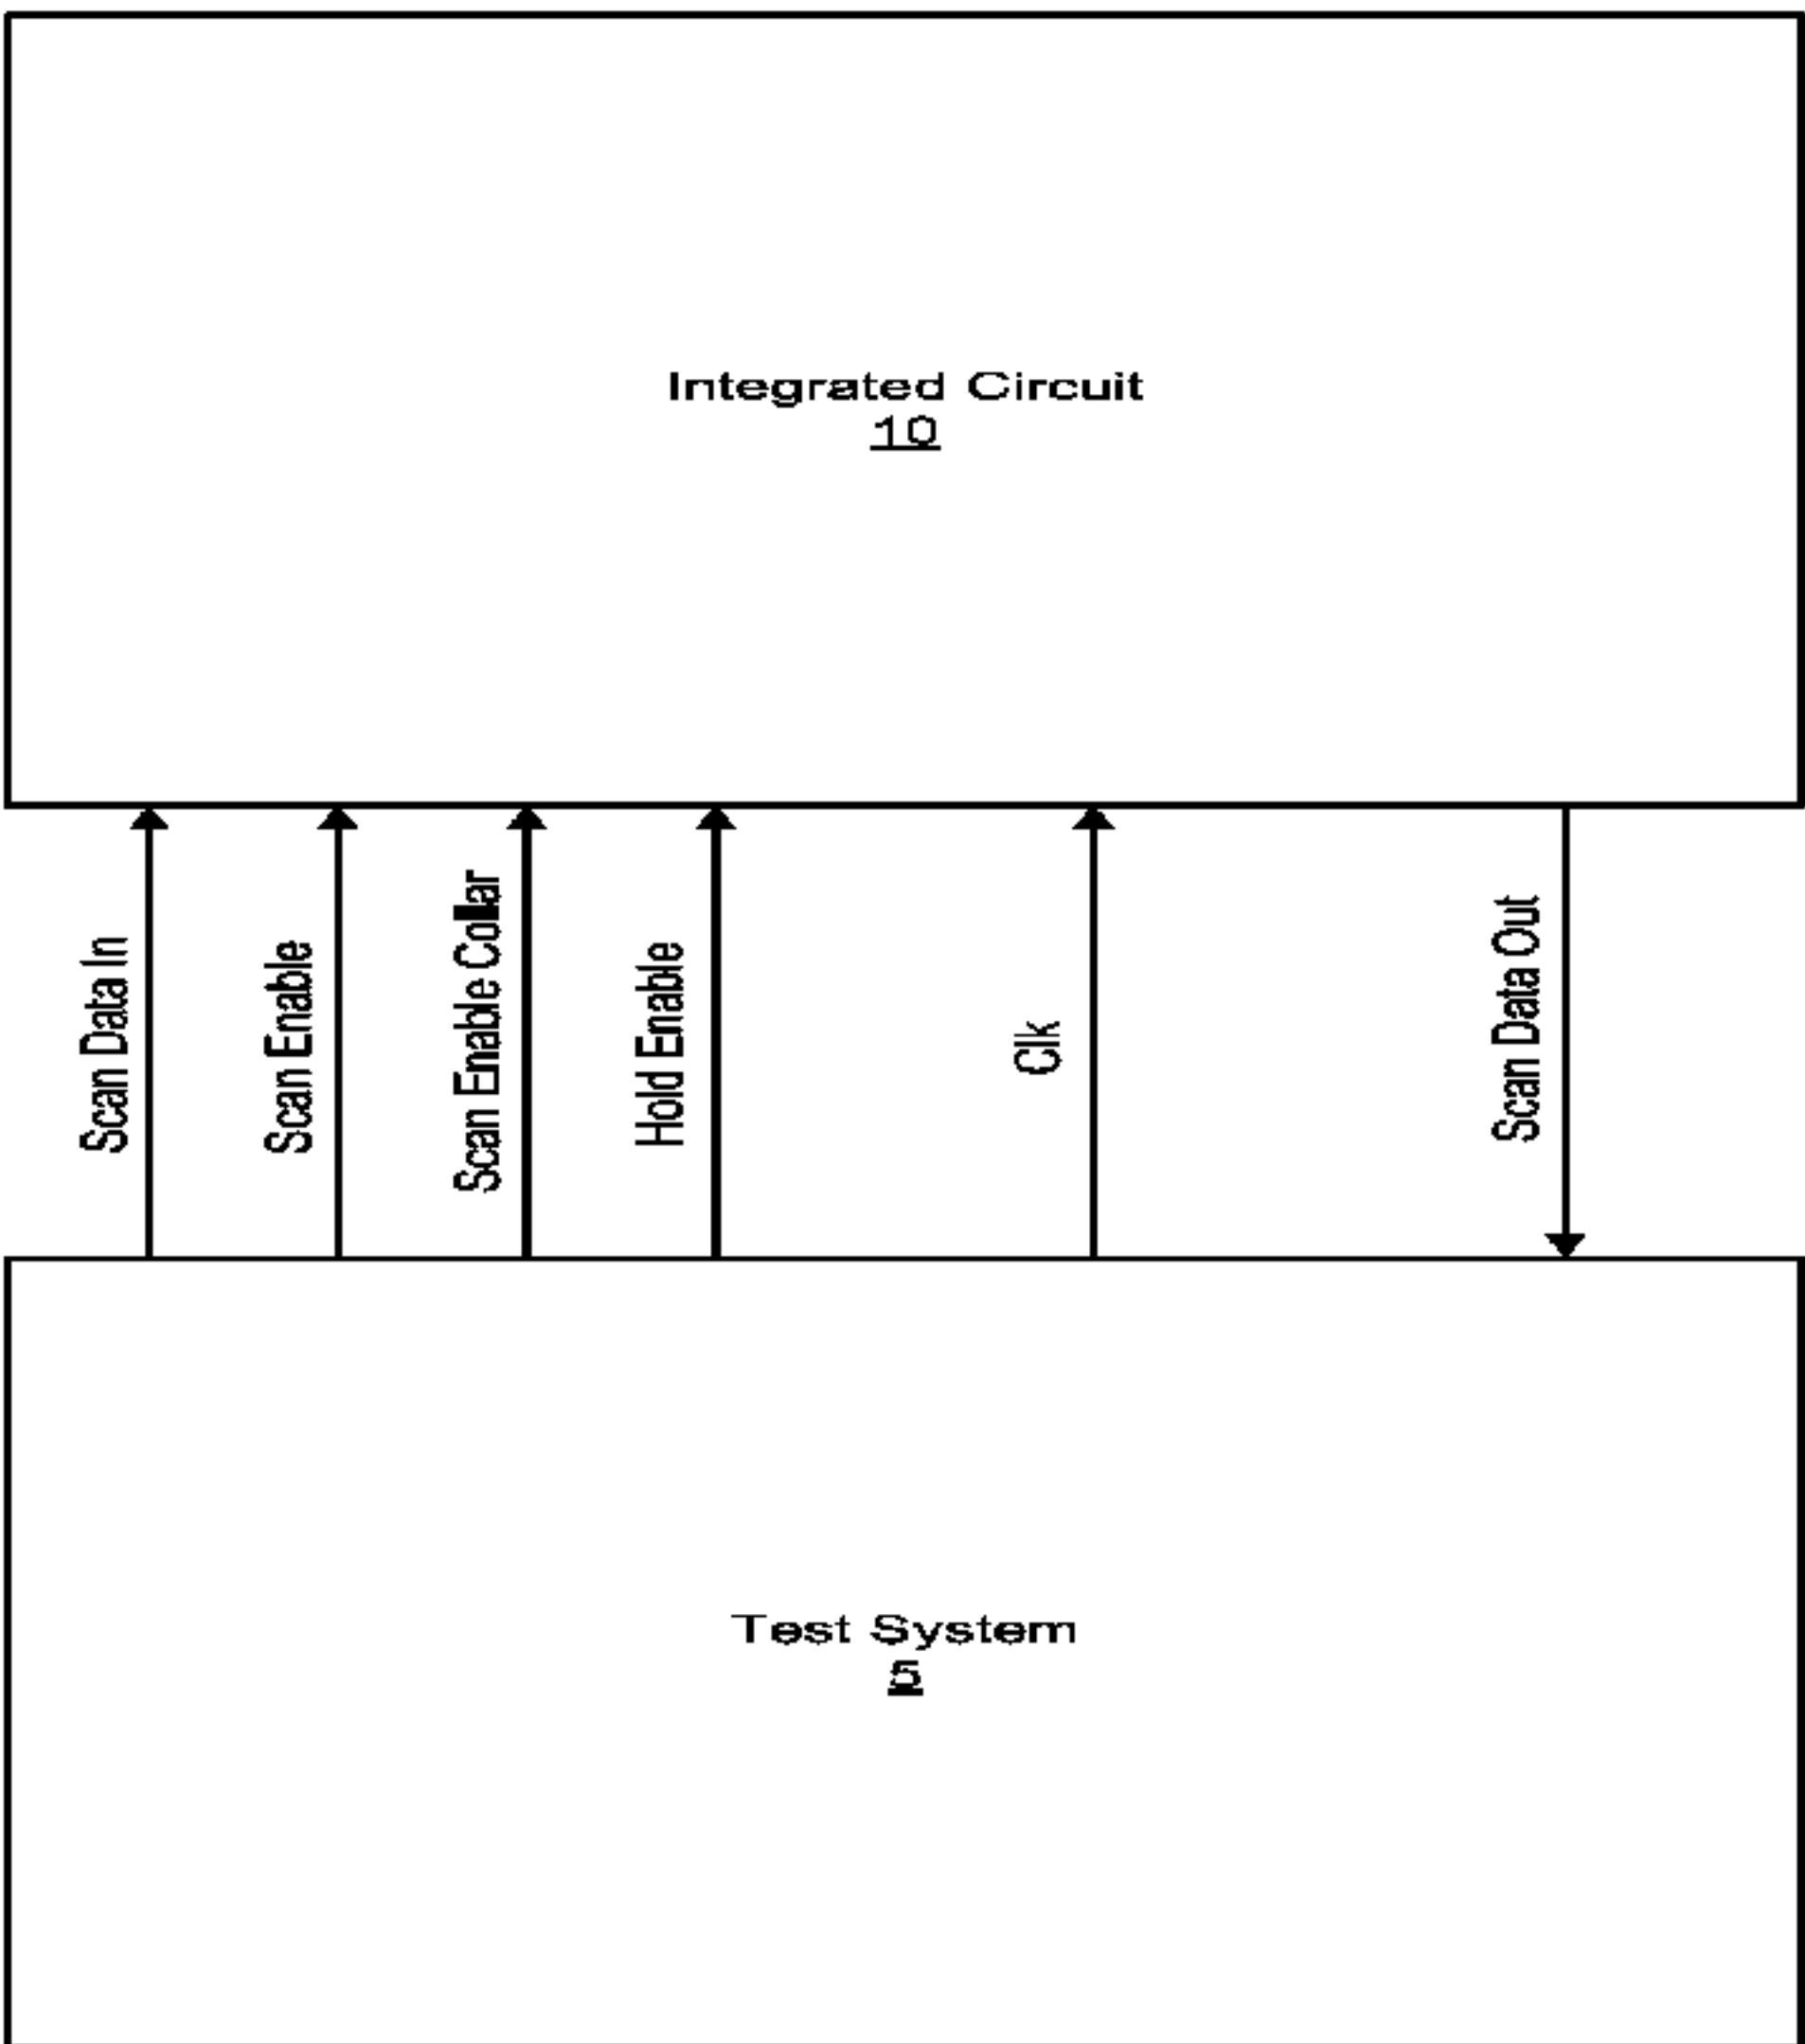 Integrated Circuit
10
Scan Data In
Scan Enable
Scan Enable Collar
Hold Enable
Clk
Scan Data Out
Test System
5